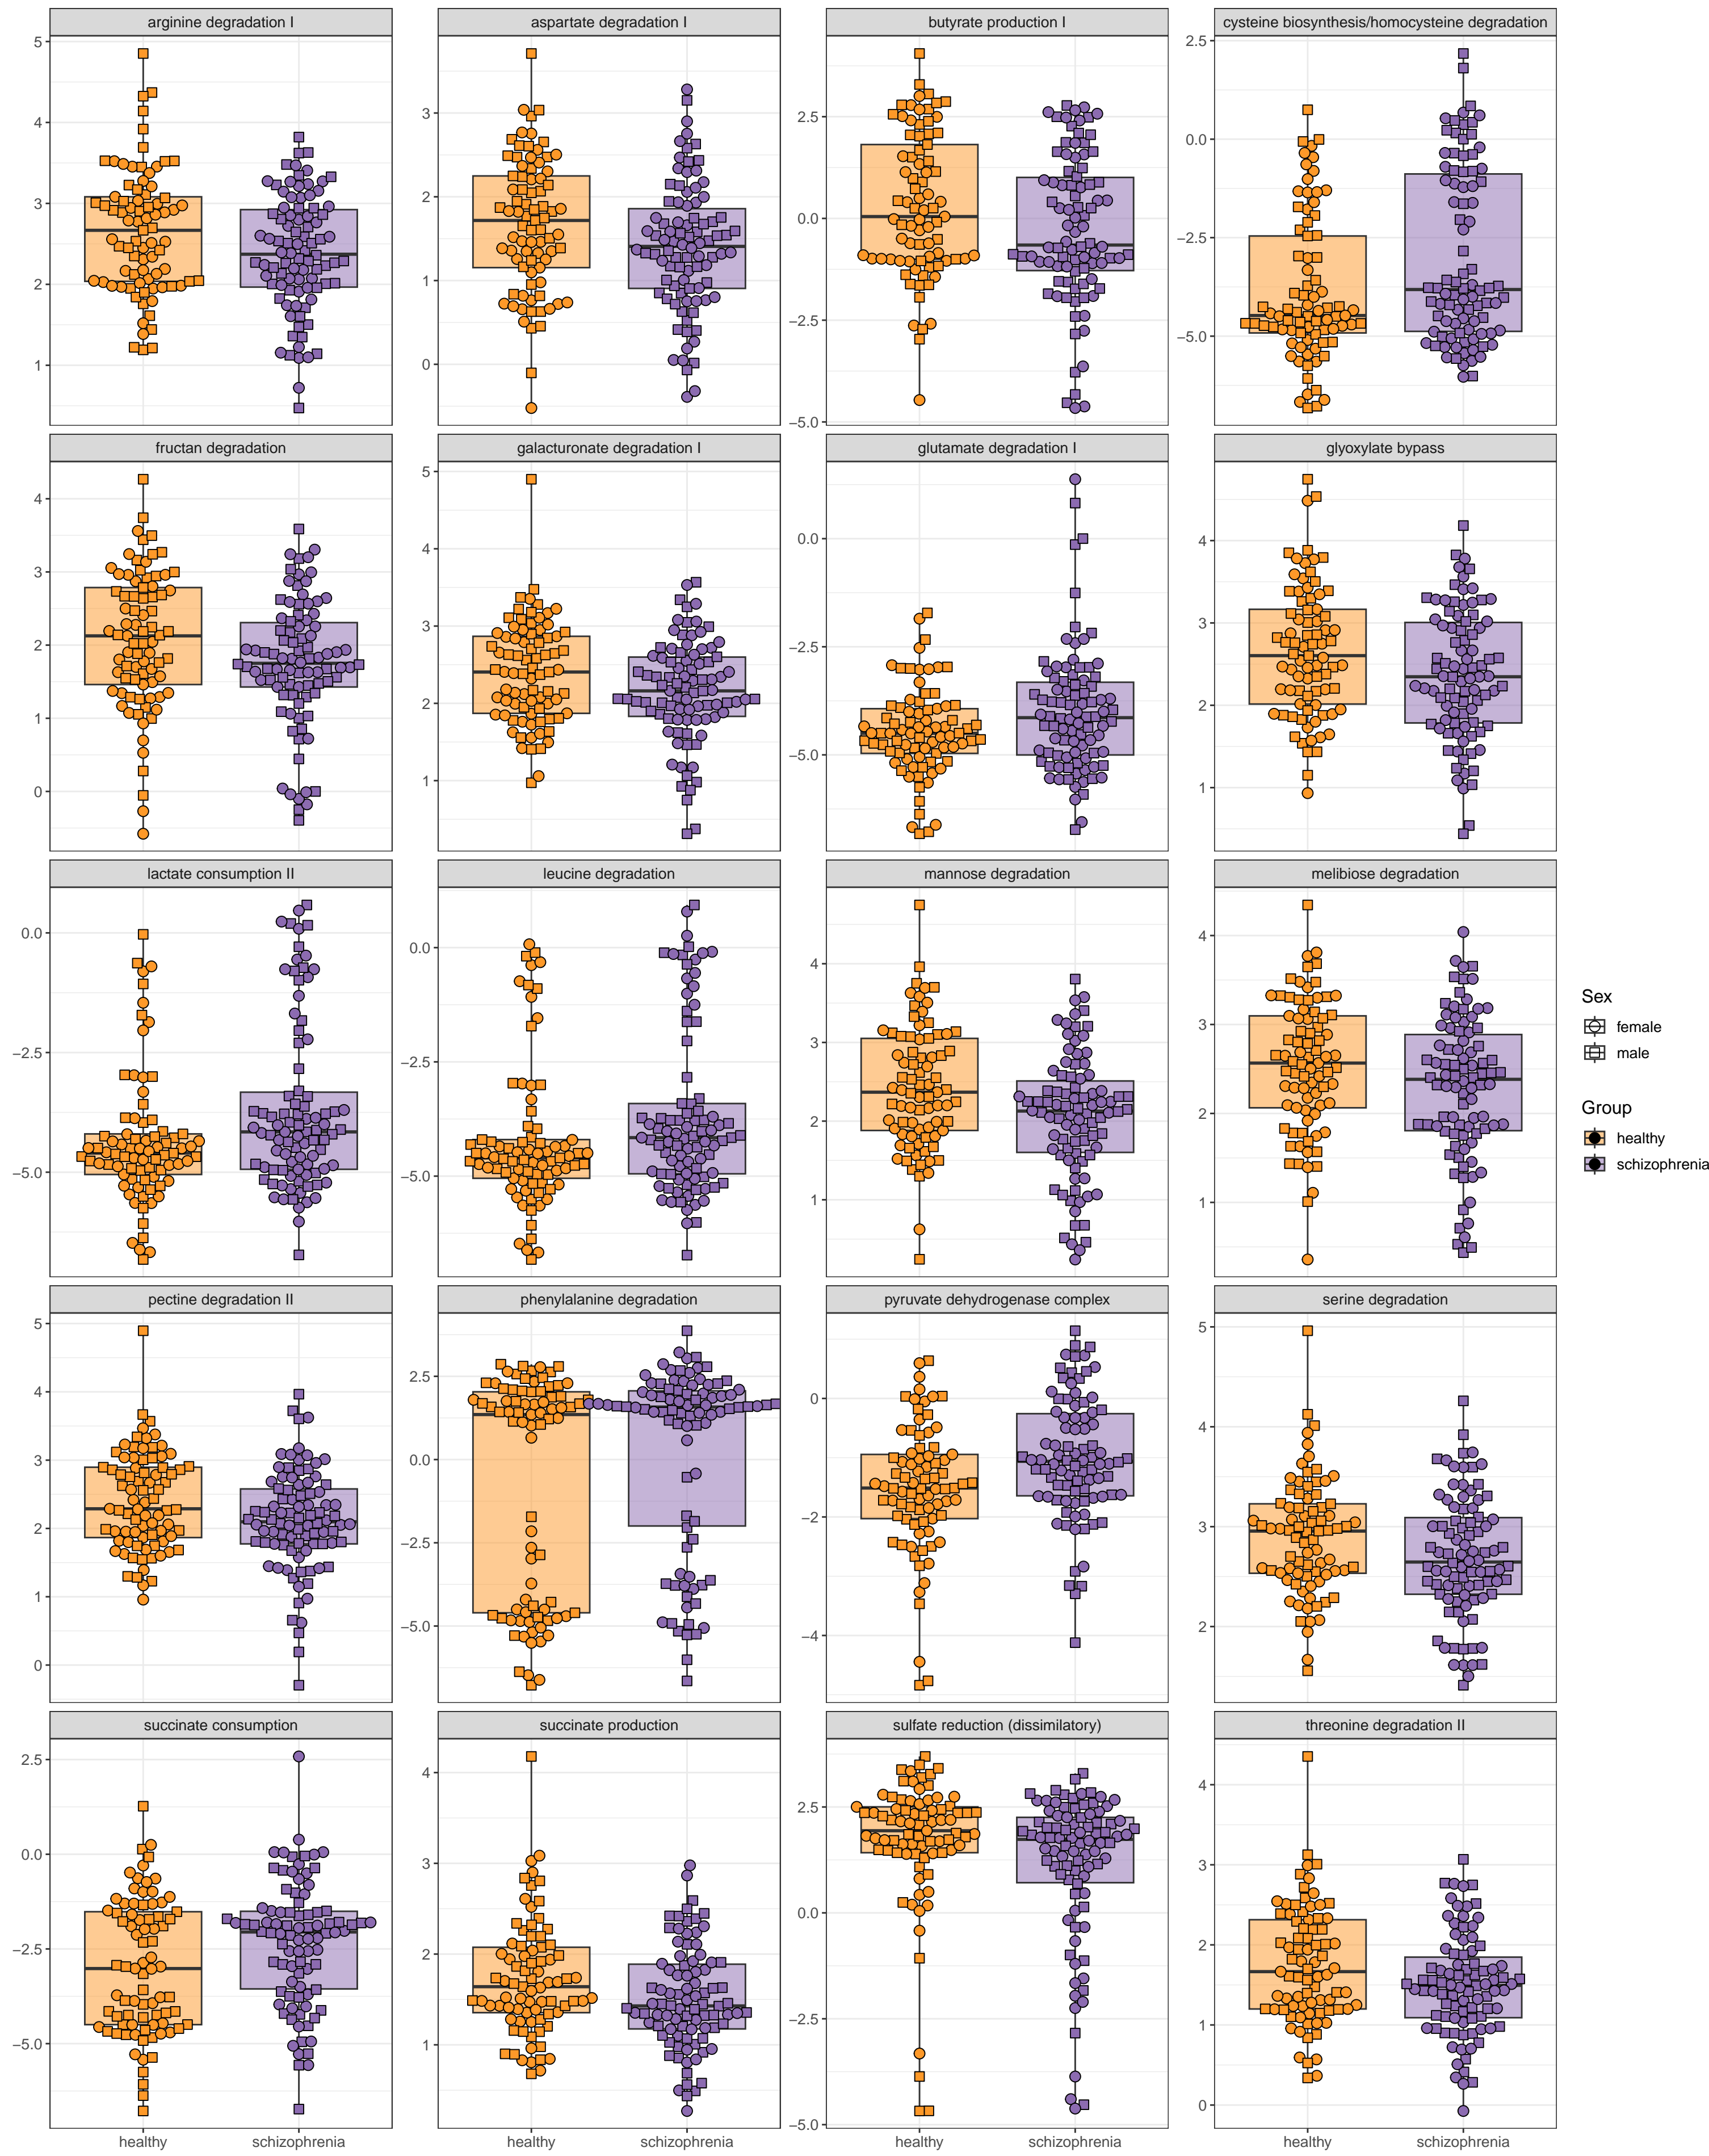 arginine degradation I
aspartate degradation I
butyrate production I
cysteine biosynthesis/homocysteine degradation
5
4
3
2
1
3
2
1
0
2.5
0.0
−2.5
−5.0
2.5
0.0
−2.5
−5.0
fructan degradation
galacturonate degradation I
glutamate degradation I
glyoxylate bypass
4
3
2
1
0
5
4
3
2
1
0.0
−2.5
−5.0
4
3
2
1
lactate consumption II
leucine degradation
mannose degradation
melibiose degradation
0.0
−2.5
−5.0
0.0
−2.5
−5.0
4
3
2
1
4
3
2
1
Sex
female
male
Group
healthy
schizophrenia
pectine degradation II
phenylalanine degradation
pyruvate dehydrogenase complex
serine degradation
5
4
3
2
1
0
2.5
0.0
−2.5
−5.0
0
−2
−4
5
4
3
2
succinate consumption
succinate production
sulfate reduction (dissimilatory)
threonine degradation II
2.5
0.0
−2.5
−5.0
4
3
2
1
2.5
0.0
−2.5
−5.0
4
3
2
1
0
healthy
schizophrenia
healthy
schizophrenia
healthy
schizophrenia
healthy
schizophrenia